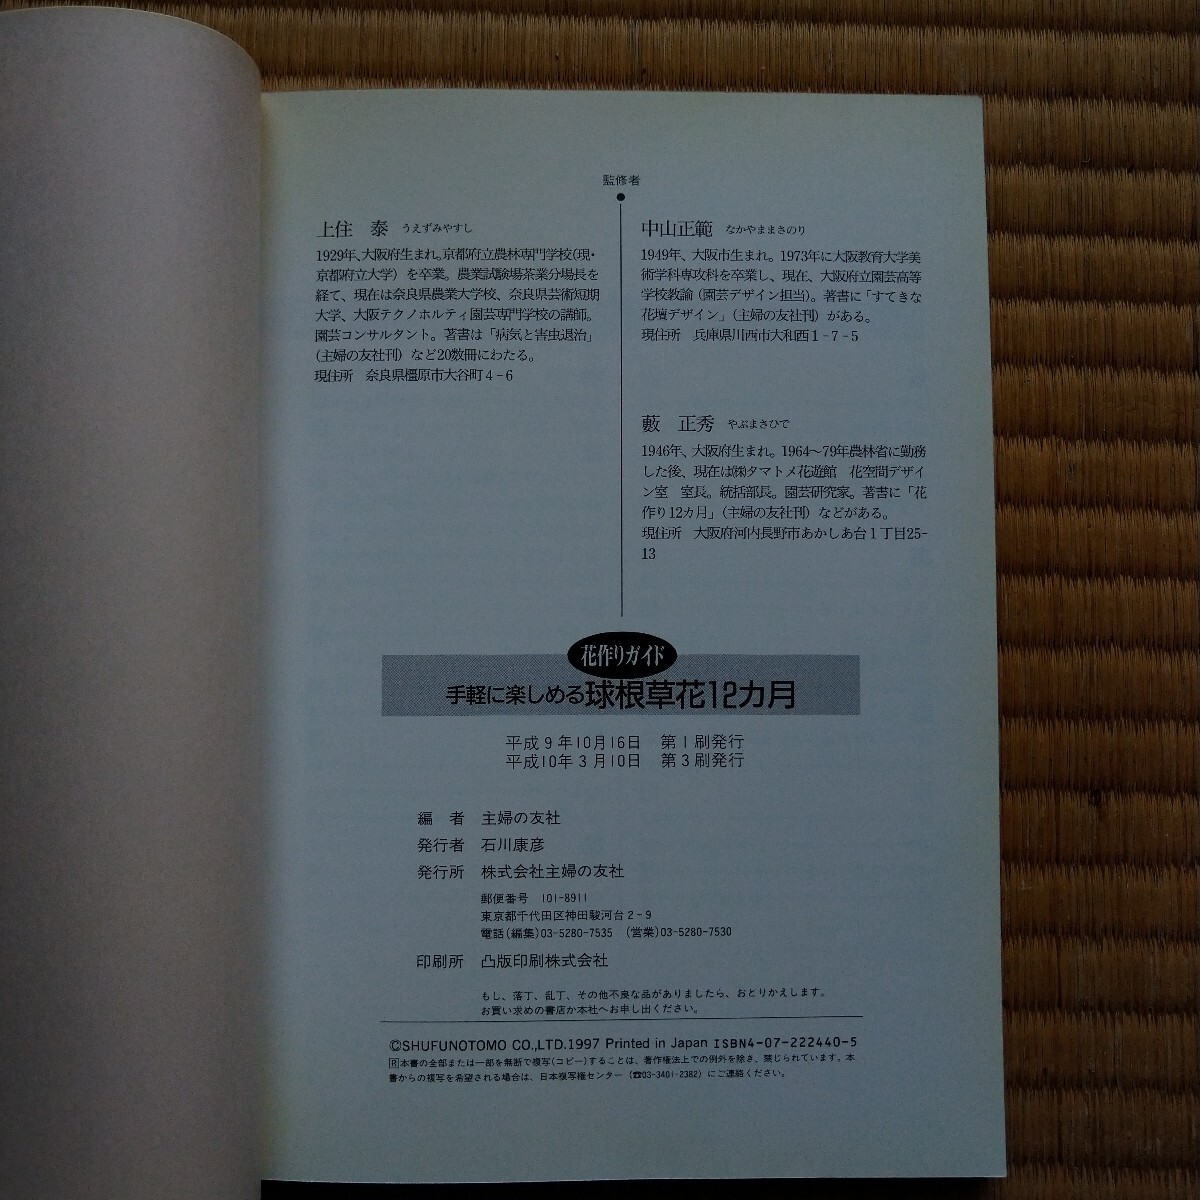 監修者
上住　泰　うえずみやすし
1929年、大阪府生まれ。京都府立農林専門学校(現・
京都府立大学）を卒業。農業試験場茶業分場長を
経て、現在は奈良県農業大学校、奈良県芸術短期
大学、大阪テクノホルティ園芸専門学校の講師。
園芸コンサルタント。著書は「病気と害虫退治」
（主婦の友社刊）など20数冊にわたる。
現住所　奈良県橿原市大谷町４−６
中山正範　なかやままさのり
1949年、大阪市生まれ。1973年に大阪教育大学美
術学科専攻科を卒業し、現在、大阪府立園芸高等
学校教諭（園芸デザイン担当）。著書に「すてきな
花壇デザイン」（主婦の友社刊）がある。
現住所　兵庫県川西市大和西１−７−５
藪　正秀　やぶまさひで
1946年、大阪府生まれ。1964〜79年農林省に勤務
した後、現在は㈱タマトメ花遊館　花空間デザイ
ン室　室長。統括部長。園芸研究家。著書に「花
作り12カ月」（主婦の友社刊）などがある。
現住所　大阪府河内長野市あかしあ台１丁目25-
13
花作りガイド
手軽に楽しめる球根草花12カ月
平成９年10月16日　第１刷発行
平成10年３月10日　第３刷発行
編　者　主婦の友社
発行者　石川康彦
発行所　株式会社主婦の友社
郵便番号　101-8911
東京都千代田区神田駿河台２−９
電話(編集)03-5280-7535　(営業)03-5280-7530
印刷所　凸版印刷株式会社
もし、落丁、乱丁、その他不良な品がありましたら、おとりかえします。
お買い求めの書店か本社へお申し出ください。
©SHUFUNOTOMO CO.,LTD.1997 Printed in Japan ISBN4-07-222440-5
R本書の全部または一部を無断で複写(コピー)することは、著作権法上での例外を除き、禁じられています。本
書からの複写を希望される場合は、日本複写権センター（☎03-3401-2382）にご連絡ください。